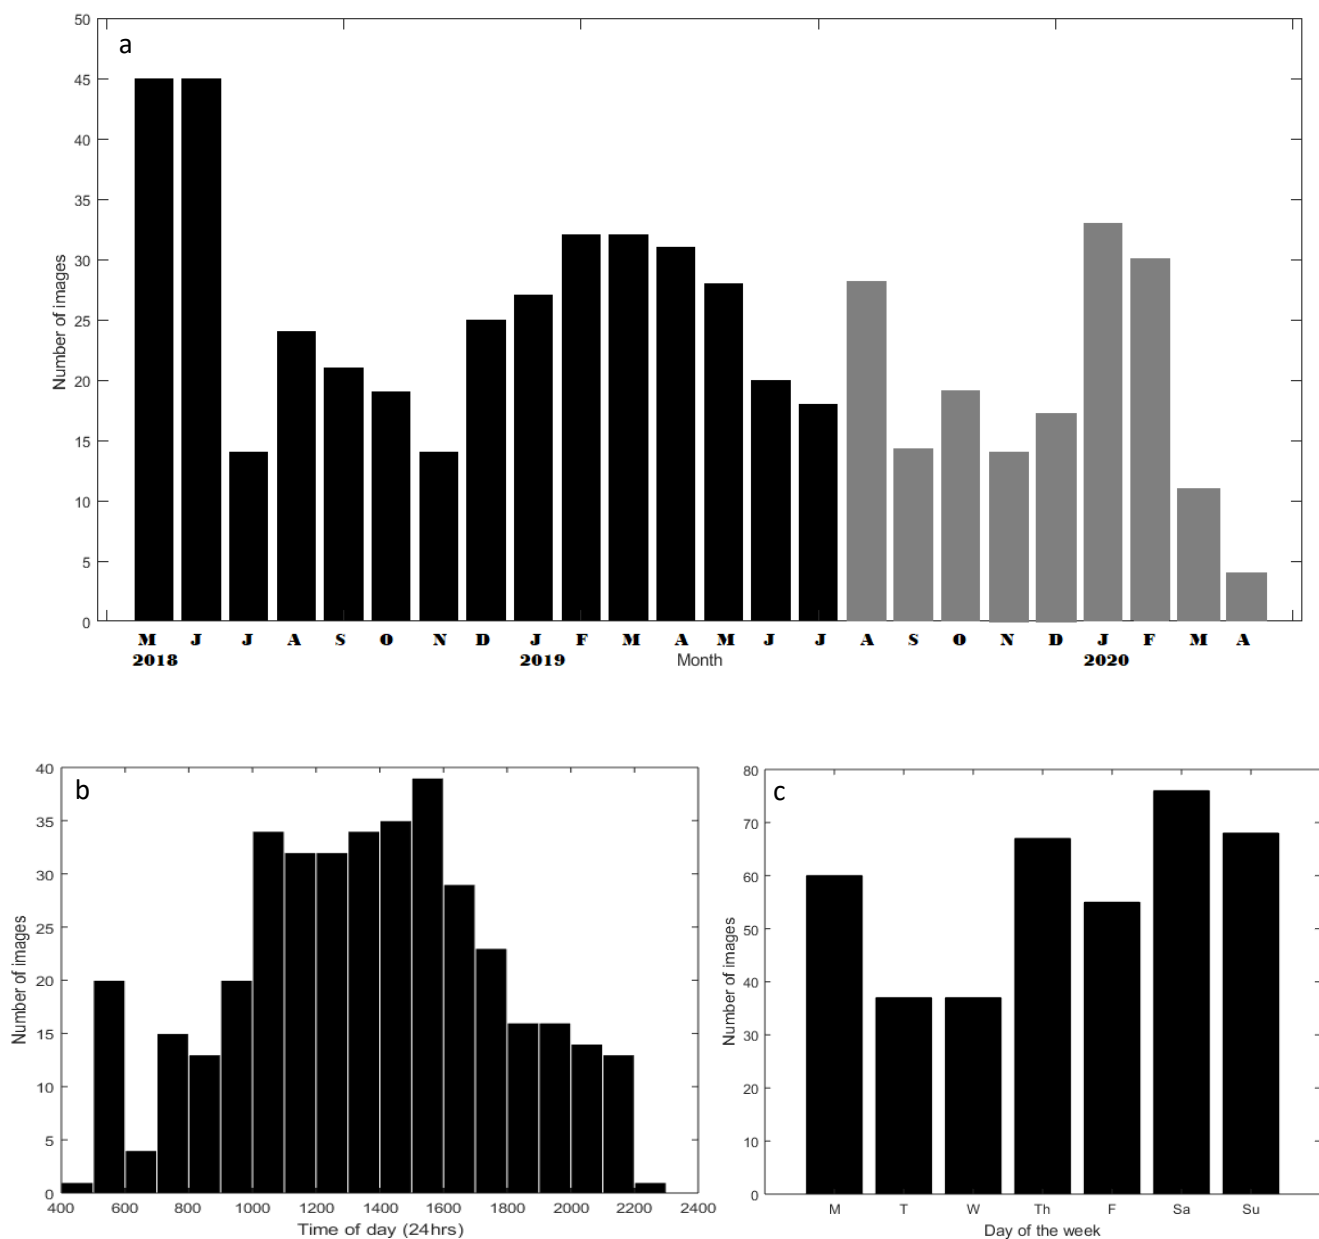 a
50
45
40
35
30
25
20
15
10
5
0
Number of images
M J J A S O N D J F M A M J J A S O N D J F M A
2018 2019 2020
Month
b
40
35
30
25
20
15
10
5
0
Number of images
400 600 800 1000 1200 1400 1600 1800 2000 2200 2400
Time of day (24hrs)
c
80
70
60
50
40
30
20
10
0
Number of images
M T W Th F Sa Su
Day of the week